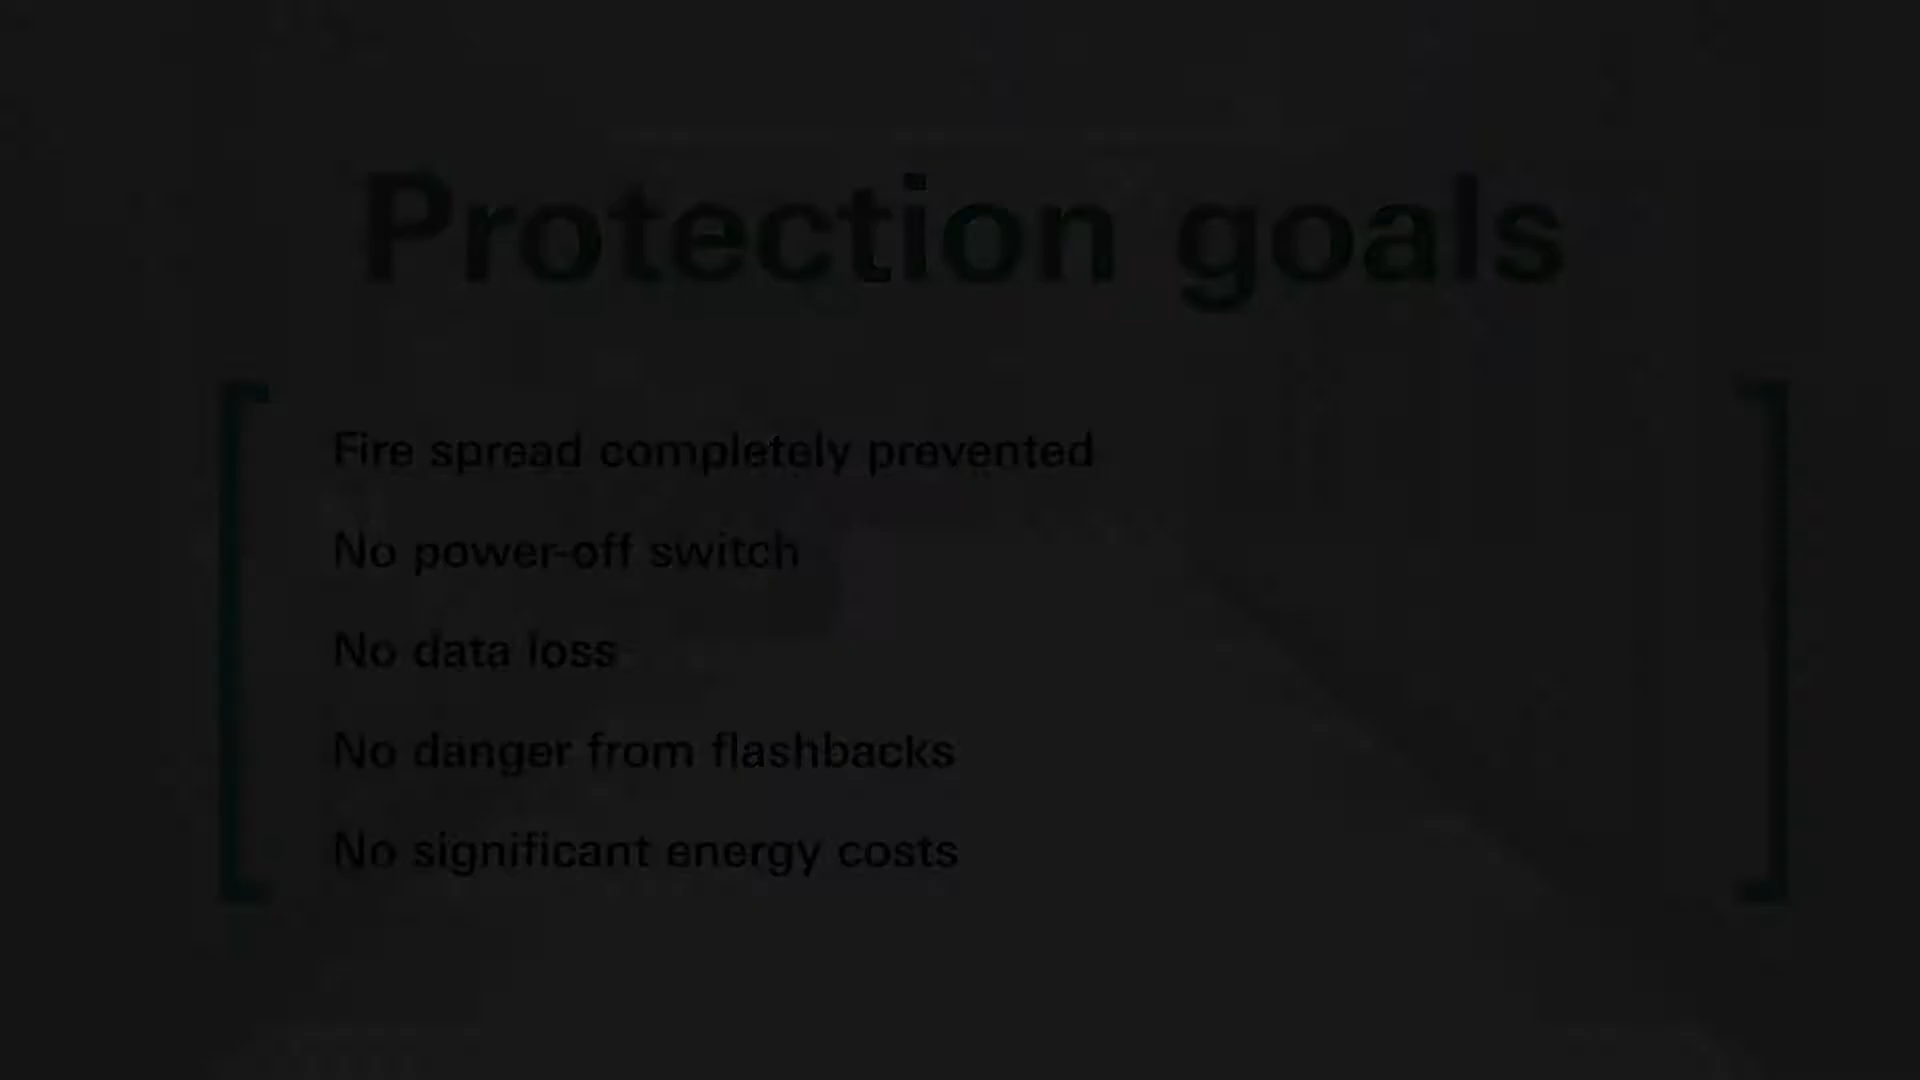 Protection goals
Fire spread completely prevented
No power-off switch
No data loss
No danger from flashbacks
No significant energy costs